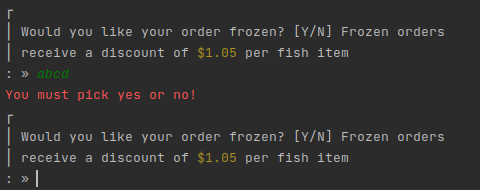 Would you like your order frozen? [Y/N] Frozen orders
receive a discount of $1.05 per fish item
: » abcd
You must pick yes or no!
Would you like your order frozen? [Y/N] Frozen orders
receive a discount of $1.05 per fish item
: »